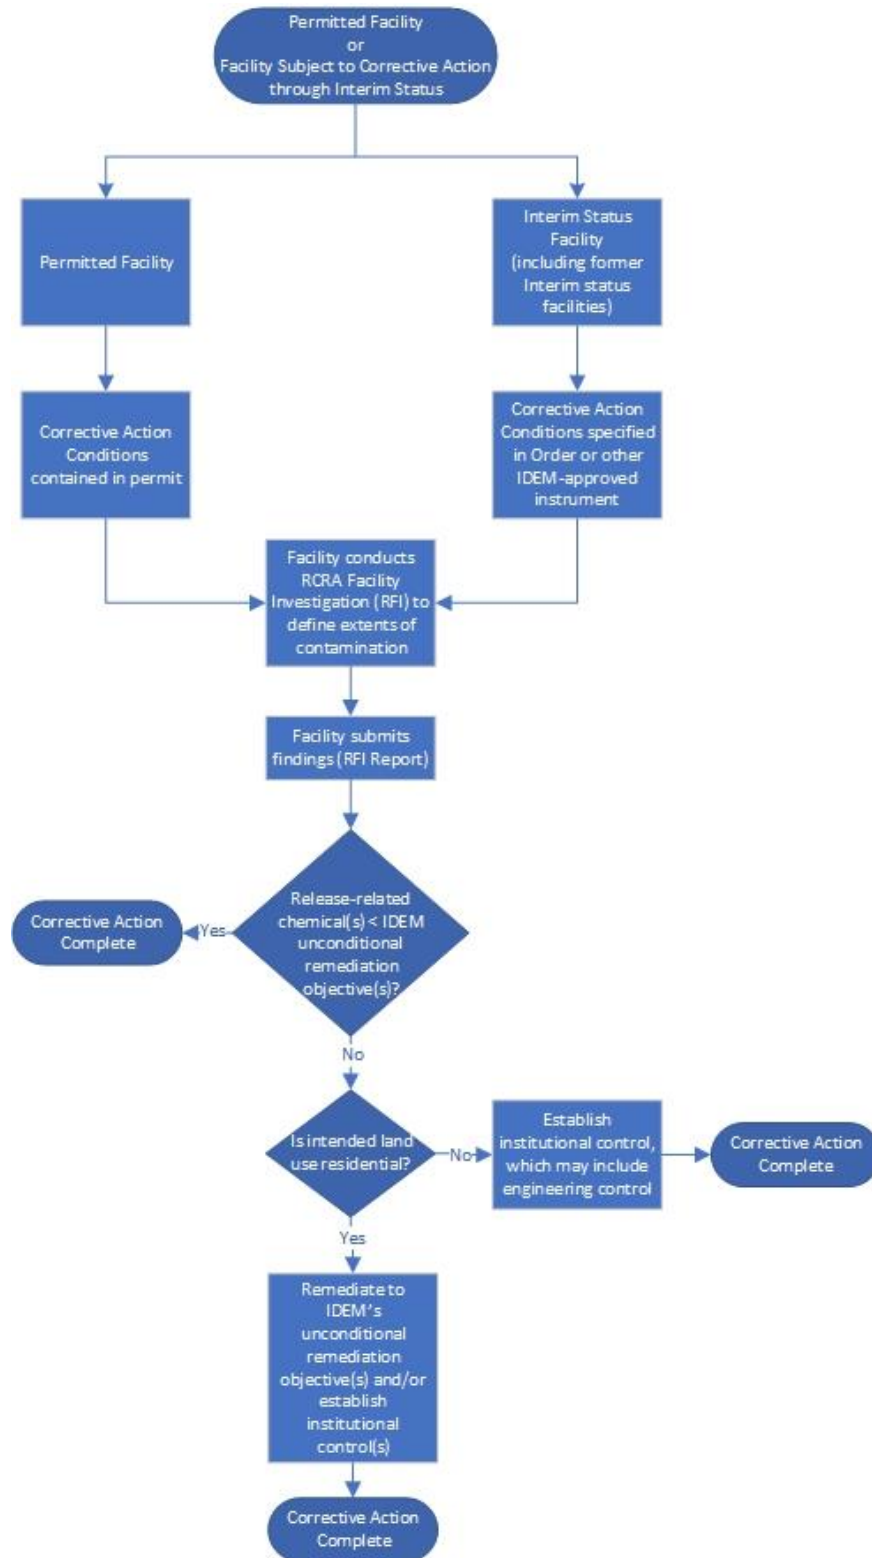 Permitted Facility
or
Facility Subject to Corrective Action
through Interim Status
Permitted Facility
Interim Status
Facility
(including former
Interim status
facilities)
Corrective Action
Conditions
contained in permit
Corrective Action
Conditions specified
in Order or other
IDEM-approved
instrument
Facility conducts
RCRA Facility
Investigation (RFI) to
define extents of
contamination
Facility submits
findings (RFI Report)
Release-related
chemical(s) < IDEM
unconditional
remediation
objective(s)?
Yes
Corrective Action
Complete
No
Is intended land
use residential?
No
Establish
institutional control,
which may include
engineering control
Corrective Action
Complete
Yes
Remediate to
IDEM's
unconditional
remediation
objective(s) and/or
establish
institutional
control(s)
Corrective Action
Complete